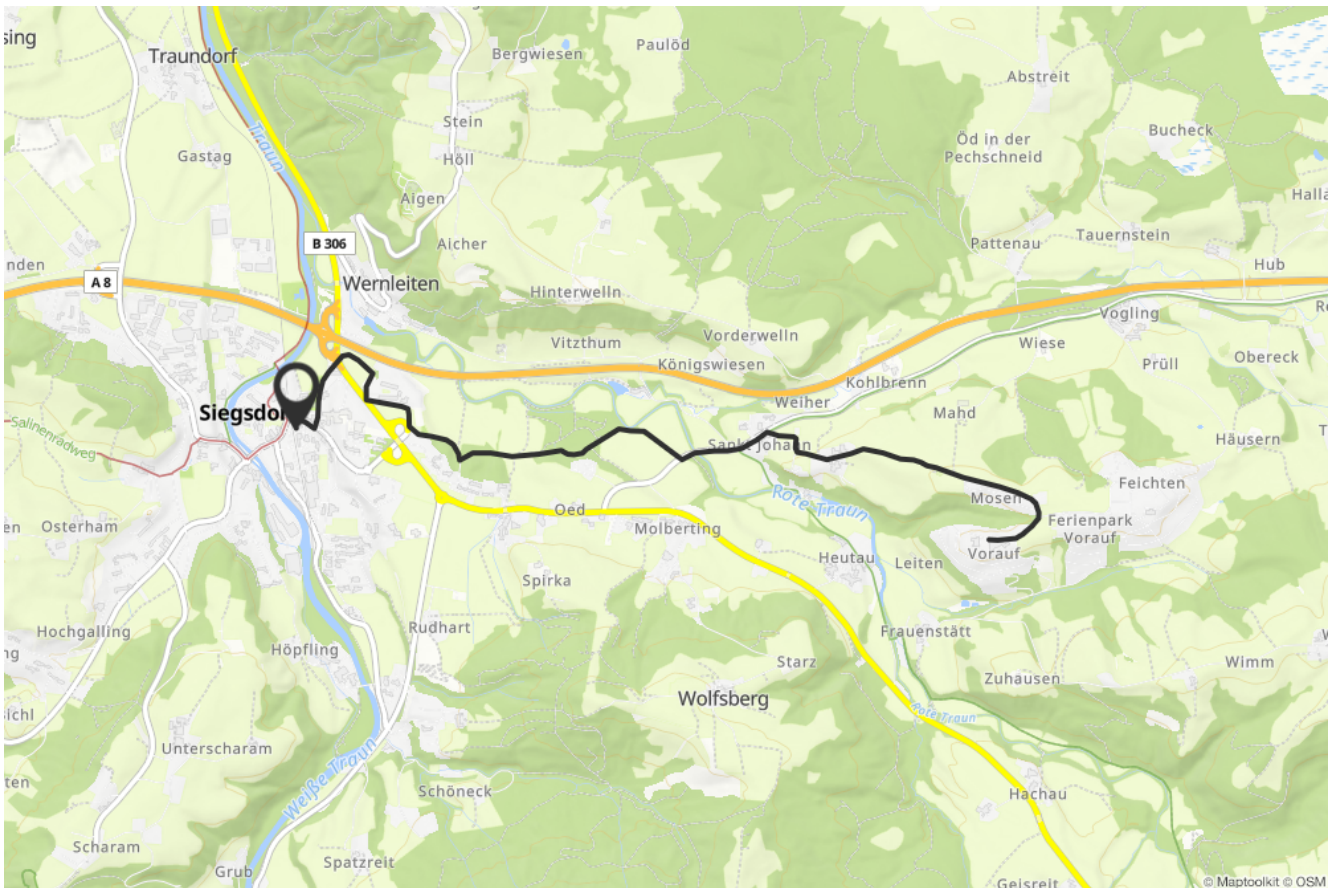 sing
Traundorf
Bergwiesen
Paulöd
Abstreit
Stein
Traun
Bucheck
Gastag
Höll
Öd in der
Pechschneid
Aigen
Aicher
B 306
Pattenau
Tauernstein
Hub
nden
A 8
Wernleiten
Hinterwelln
Vogling
Vitzthum
Vorderwelln
Wiese
Königswiesen
Prüll
Obereck
Kohlbrenn
Weiher
Siegsdor
Salinenradweg
Mahd
Sankt Johann
Häusern
Rote Traun
Mosen
Feichten
Osterham
Oed
Molberting
Ferienpark
Vorauf
Vorauf
Heutau
Leiten
Spirka
Hochgalling
Rudhart
Frauenstätt
Höpfling
Starz
Wimm
Zuhausen
Wolfsberg
Rote Traun
Unterscharam
Weiße Traun
Schöneck
Hachau
Scharam
Spatzreit
Grub
Geisreit
© Maptoolkit © OSM